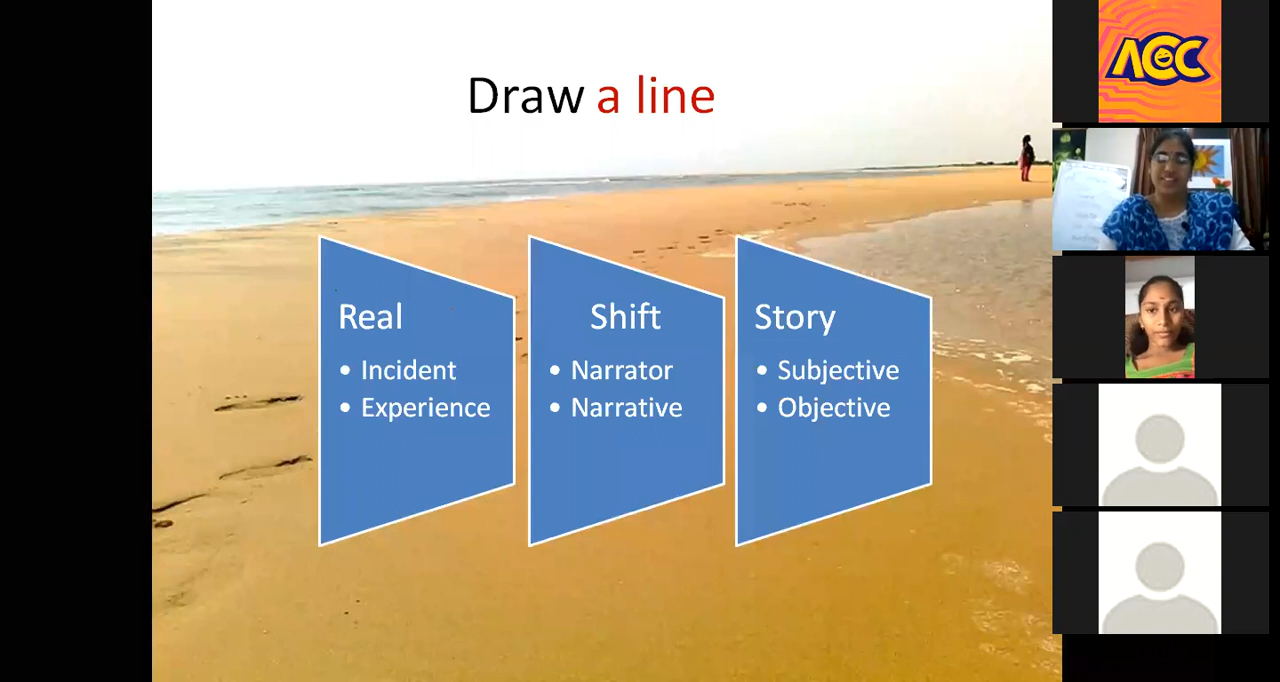 Draw a line
Real
• Incident
• Experience
Shift
• Narrator
• Narrative
Story
• Subjective
• Objective
ACC